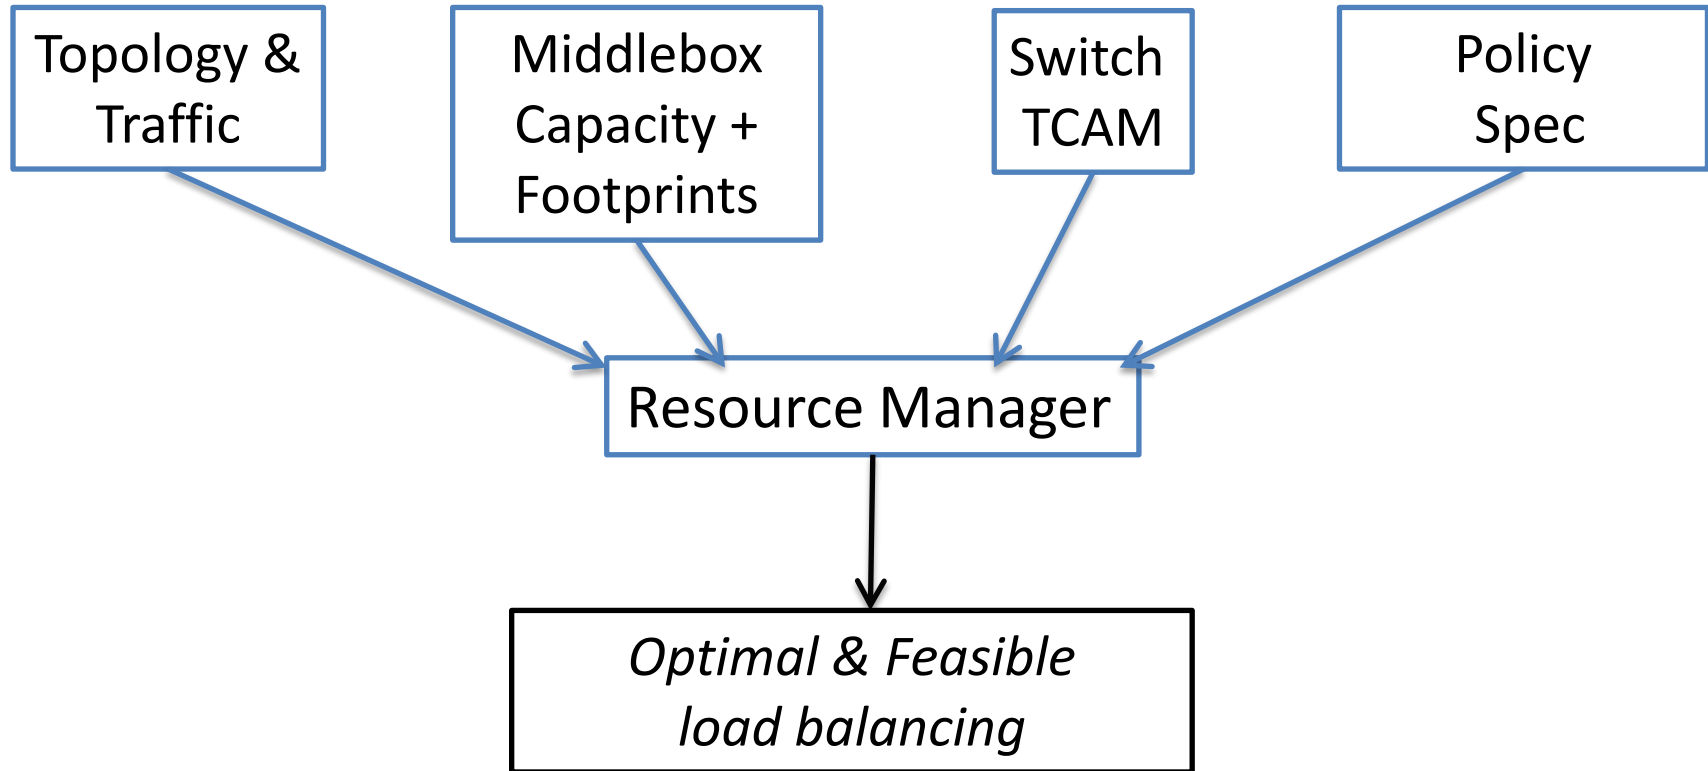 Topology &
Traffic
Middlebox
Capacity +
Footprints
Switch
TCAM
Policy
Spec
Resource Manager
Optimal & Feasible
load balancing